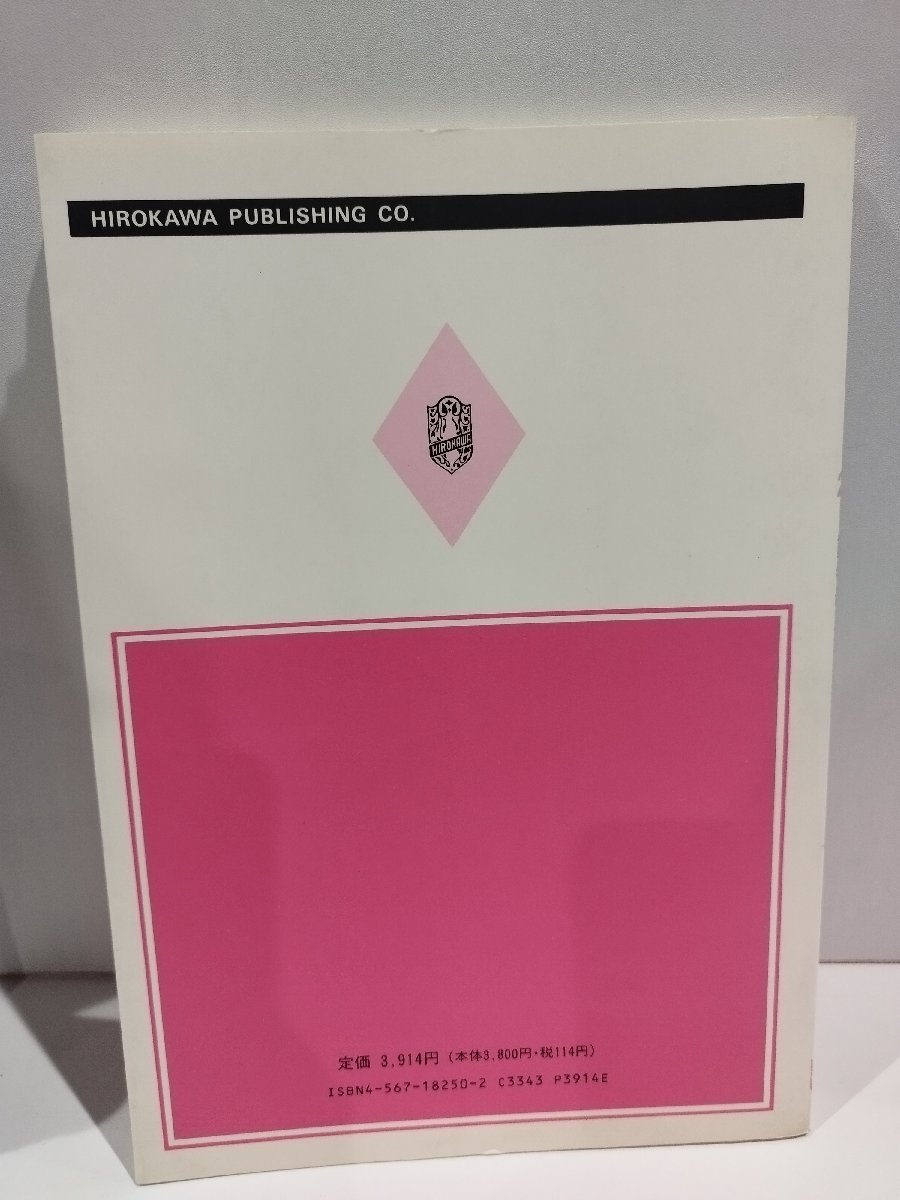 HIROKAWA PUBLISHING CO.
HIROKAWA
定価 3,914円 (本体3,800円・税114円)
ISBN4-567-18250-2 C3343 P3914E